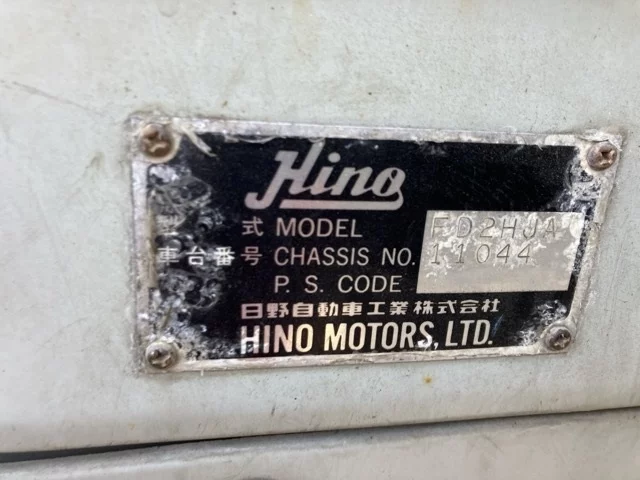 Hino
型 式 MODEL FD2HJA
車台番号 CHASSIS NO. 11044
P. S. CODE
日野自動車工業株式会社
HINO MOTORS, LTD.